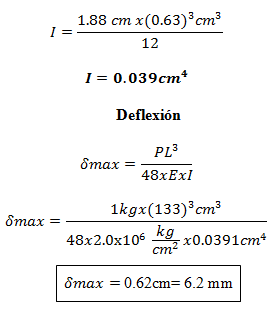 I = 1.88 cm x(0.63)³cm³ / 12
I = 0.039cm⁴
Deflexión
δmax = PL³ / 48xExI
δmax = 1kgx(133)³cm³ / 48x2.0x10⁶ kg/cm² x0.0391cm⁴
δmax = 0.62cm= 6.2 mm